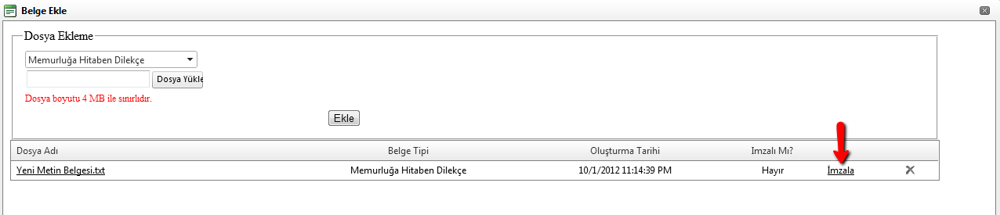 Belge Ekle
Dosya Ekleme
Memurluğa Hitaben Dilekçe
Dosya Yükle
Dosya boyutu 4 MB ile sınırlıdır.
Ekle
Dosya Adı Belge Tipi Oluşturma Tarihi Imzalı Mı?
Yeni Metin Belgesi.txt Memurluğa Hitaben Dilekçe 10/1/2012 11:14:39 PM Hayır İmzala